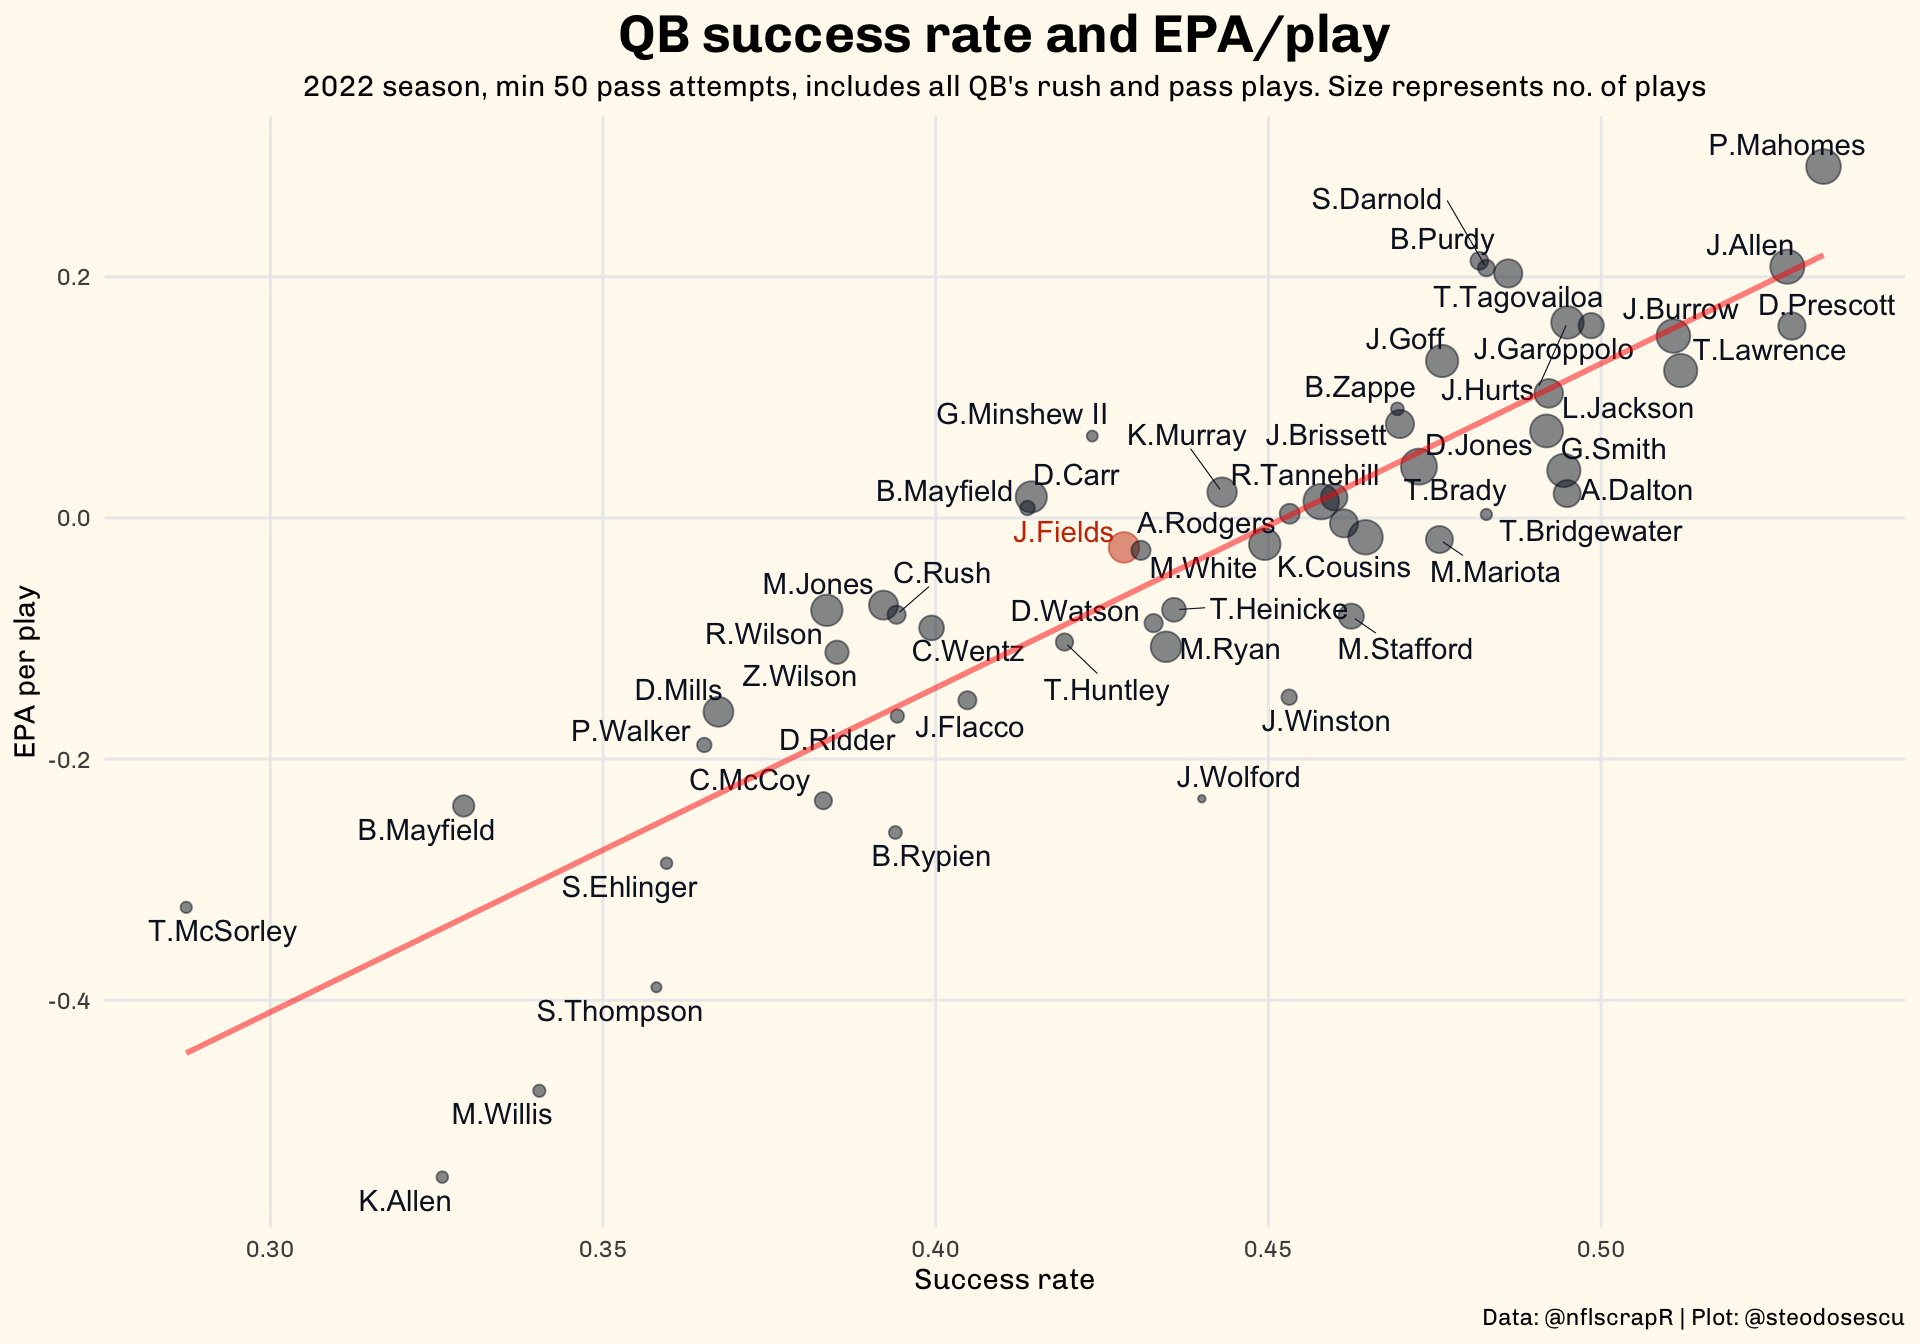 QB success rate and EPA/play
2022 season, min 50 pass attempts, includes all QB's rush and pass plays. Size represents no. of plays
P.Mahomes
S.Darnold
B.Purdy
J.Allen
0.2
T.Tagovailoa
J.Burrow
D.Prescott
J.Goff
J.Garoppolo
T.Lawrence
B.Zappe
J.Hurts
L.Jackson
G.Minshew II
K.Murray
J.Brissett
D.Jones
G.Smith
D.Carr
R.Tannehill
B.Mayfield
T.Brady
A.Dalton
0.0
J.Fields
A.Rodgers
T.Bridgewater
M.White
K.Cousins
M.Mariota
M.Jones
C.Rush
D.Watson
T.Heinicke
R.Wilson
C.Wentz
M.Ryan
M.Stafford
Z.Wilson
D.Mills
T.Huntley
P.Walker
D.Ridder
J.Flacco
J.Winston
-0.2
C.McCoy
J.Wolford
B.Mayfield
B.Rypien
S.Ehlinger
T.McSorley
-0.4
S.Thompson
M.Willis
K.Allen
EPA per play
0.30
0.35
0.40
0.45
0.50
Success rate
Data: @nflscrapR | Plot: @steodosescu